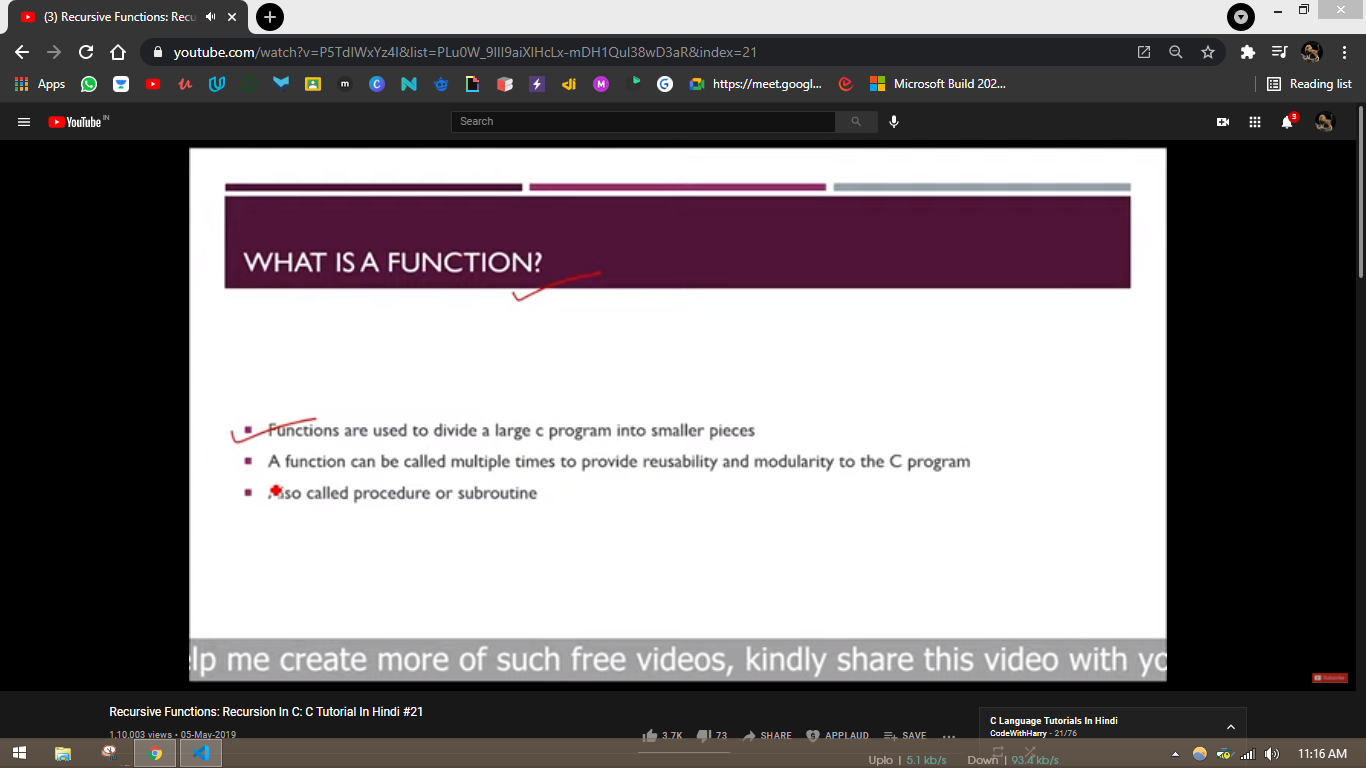 (3) Recursive Functions: Recu
youtube.com/watch?v=P5TdIWxYz4I&list=PLu0W_9lII9aiXlHcLx-mDH1Qul38wD3aR&index=21
Apps
https://meet.googl...
Microsoft Build 202...
Reading list
YouTube IN
Search
3
WHAT IS A FUNCTION?
Functions are used to divide a large c program into smaller pieces
A function can be called multiple times to provide reusability and modularity to the C program
Also called procedure or subroutine
elp me create more of such free videos, kindly share this video with yo
Subscribe
Recursive Functions: Recursion In C: C Tutorial In Hindi #21
1,10,003 views • 05-May-2019
3.7K
73
SHARE
APPLAUD
SAVE
C Language Tutorials In Hindi
CodeWithHarry - 21/76
Uplo | 5.1 kb/s
Down | 93.4 kb/s
11:16 AM